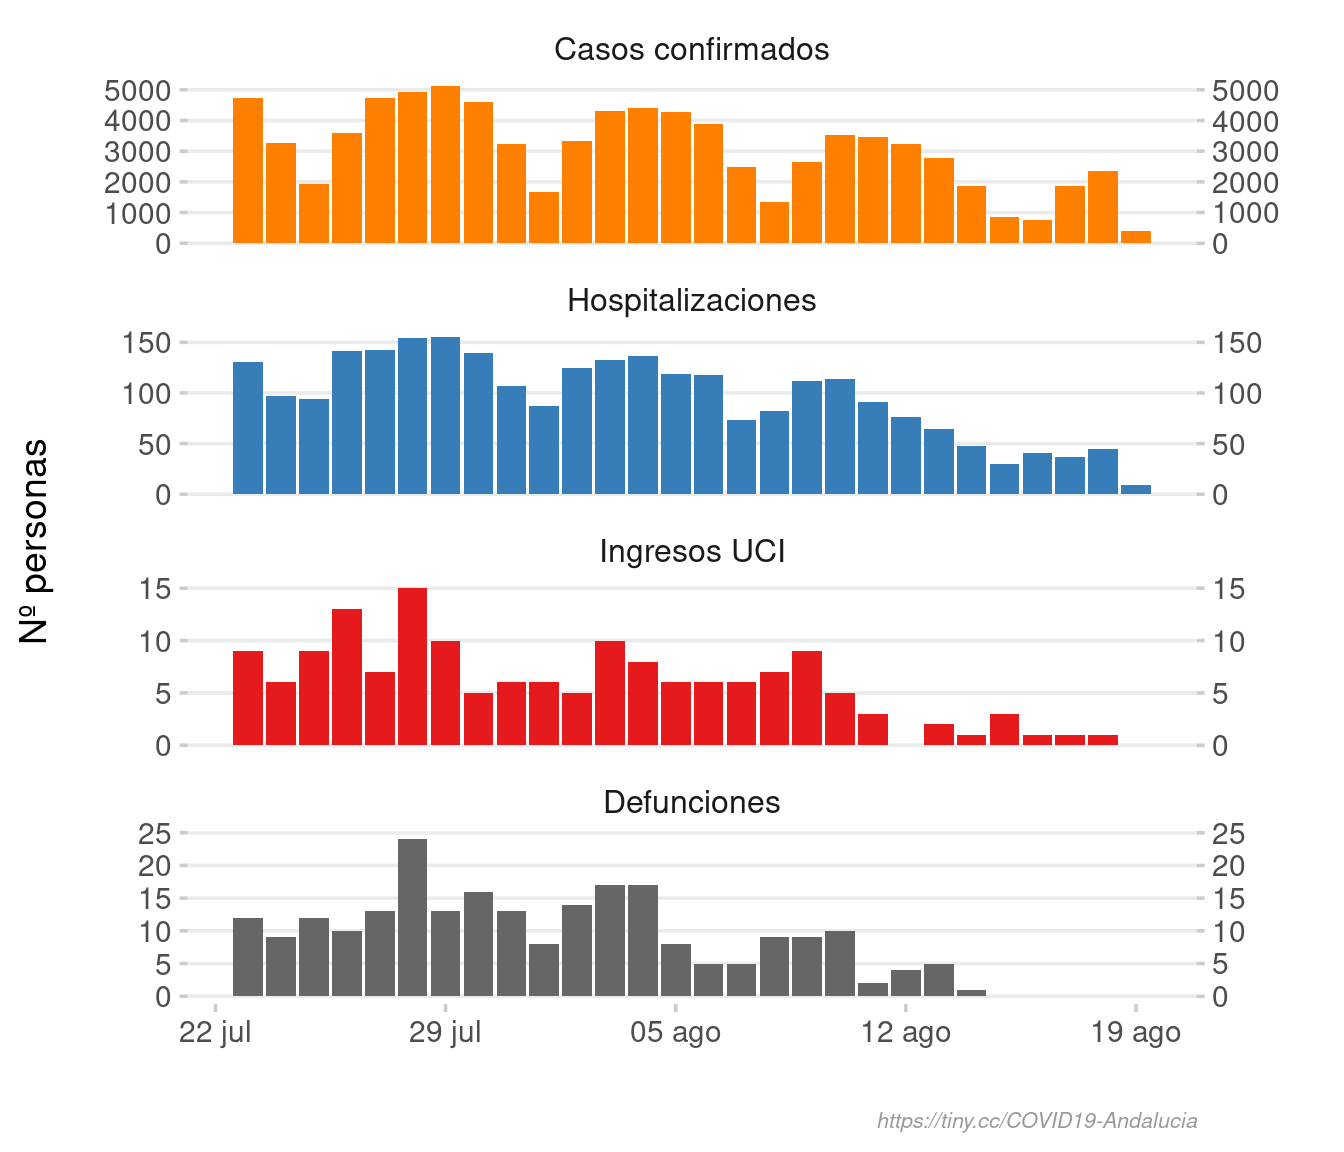 Casos confirmados
5000 5000
4000 4000
3000 3000
2000 2000
1000 1000
0 0
Hospitalizaciones
150 150
100 100
50 50
0 0
Nº personas
Ingresos UCI
15 15
10 10
5 5
0 0
Defunciones
25 25
20 20
15 15
10 10
5 5
0 0
22 jul 29 jul 05 ago 12 ago 19 ago
https://tiny.cc/COVID19-Andalucia